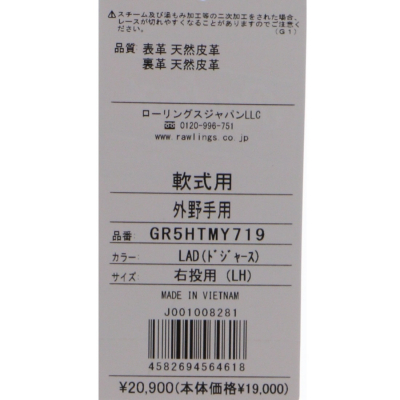 ⚠スチーム及び湯もみ加工等の二次加工をされた場合、
レースが切れやすくなることがありますのでご注意ください。
(G1)
品質 表革 天然皮革
裏革 天然皮革
ローリングスジャパンLLC
0120-996-751
www.rawlings.co.jp
軟式用
外野手用
品番 GR5HTMY719
カラー LAD(ドジャース)
サイズ 右投用 (LH)
MADE IN VIETNAM
J001008281
4582694564618
¥20,900(本体価格¥19,000)